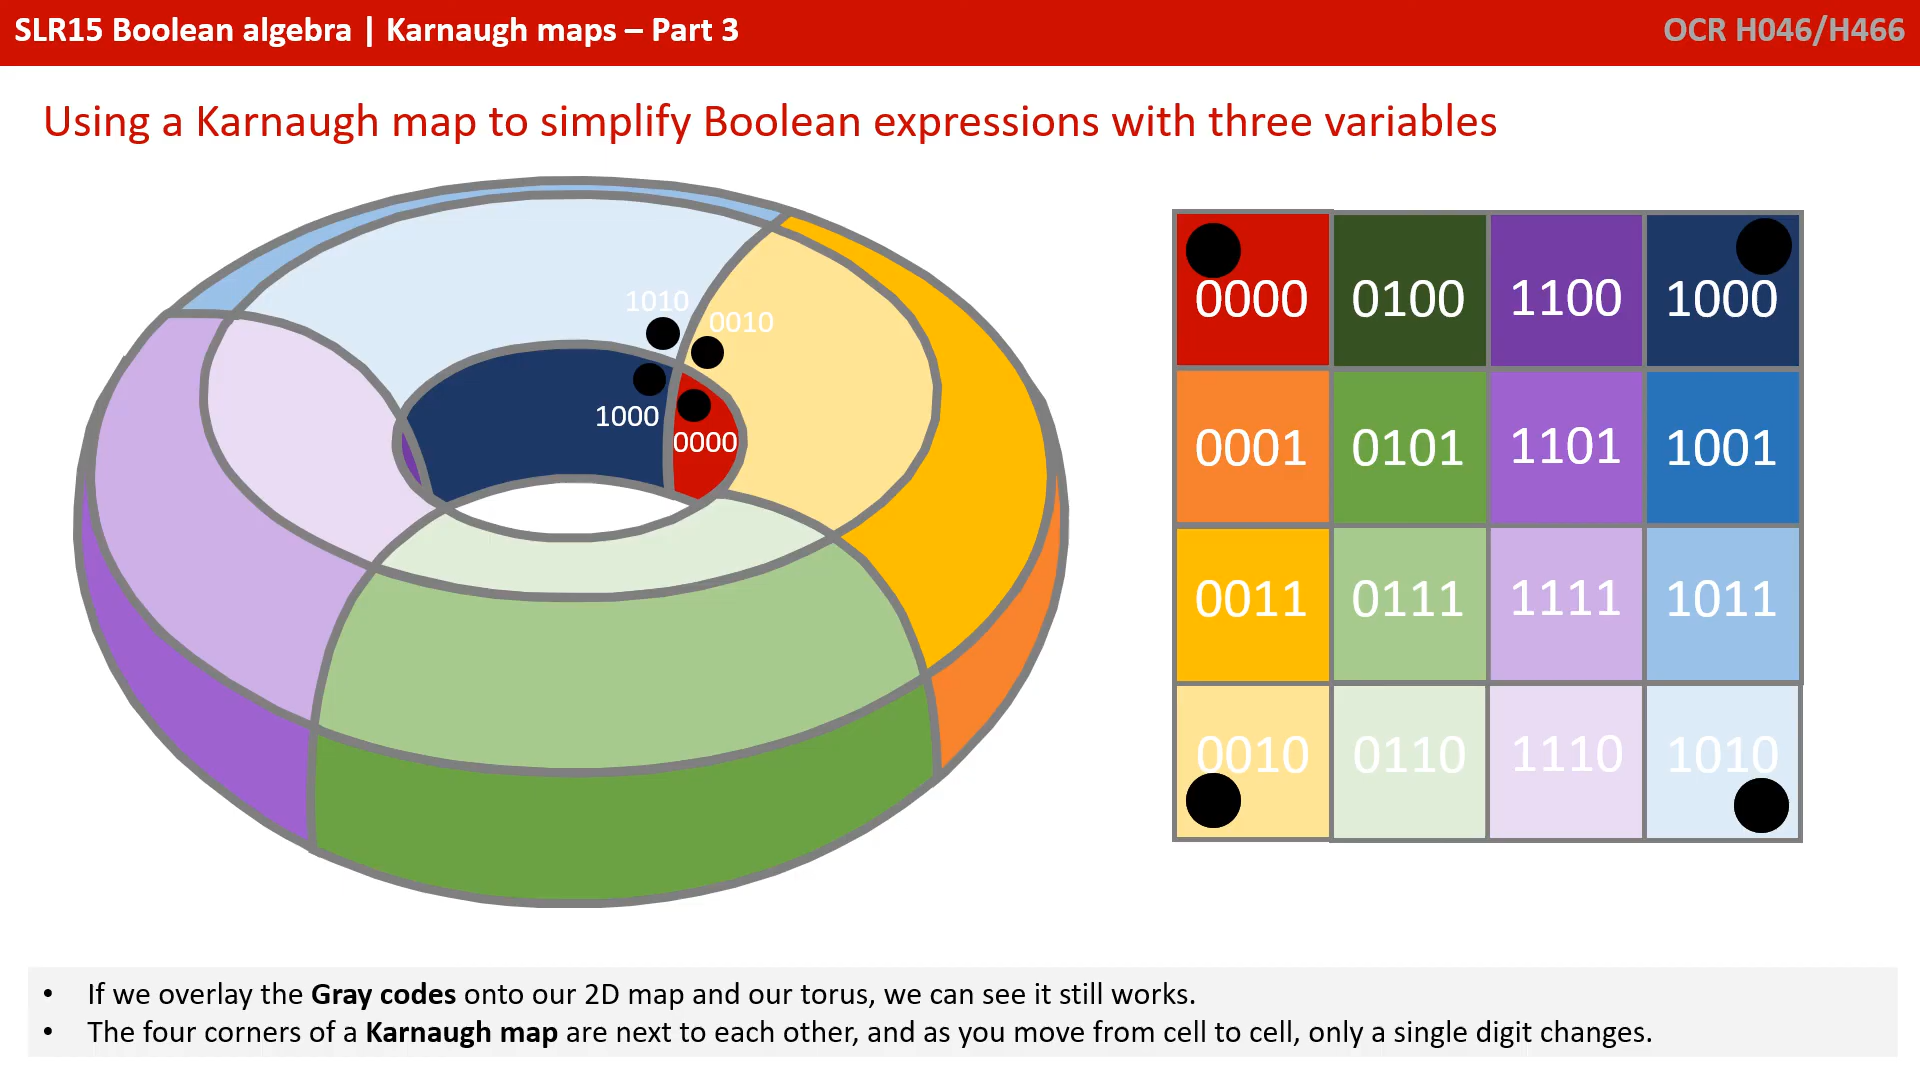 SLR15 Boolean algebra | Karnaugh maps – Part 3
OCR H046/H466
Using a Karnaugh map to simplify Boolean expressions with three variables
1010
0010
1000
0000
0000 0100 1100 1000
0001 0101 1101 1001
0011 0111 1111 1011
0010 0110 1110 1010
• If we overlay the Gray codes onto our 2D map and our torus, we can see it still works.
• The four corners of a Karnaugh map are next to each other, and as you move from cell to cell, only a single digit changes.